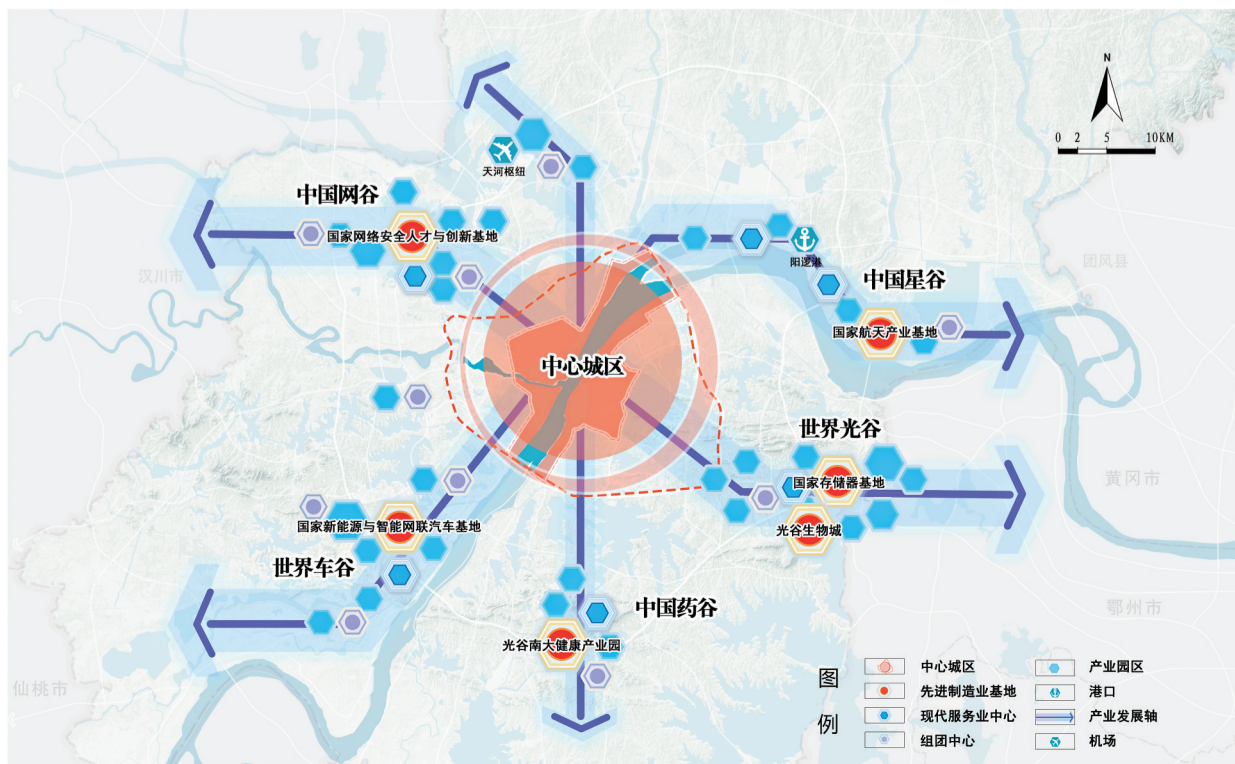 N
0 2 5 10KM
天河枢纽
中国网谷
国家网络安全人才与创新基地
阳逻港
汉川市
团风县
中国星谷
国家航天产业基地
中心城区
世界光谷
国家存储器基地
黄冈市
光谷生物城
国家新能源与智能网联汽车基地
世界车谷
中国药谷
鄂州市
光谷南大健康产业园
仙桃市
图例
中心城区
先进制造业基地
现代服务业中心
组团中心
产业园区
港口
产业发展轴
机场